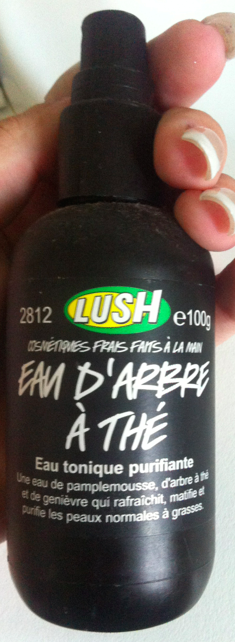 2812 LUSH e100g
COSMÉTIQUES FRAIS FAITS À LA MAIN
EAU D'ARBRE
À THÉ
Eau tonique purifiante
Une eau de pamplemousse, d'arbre à thé
et de genièvre qui rafraîchit, matifie et
purifie les peaux normales à grasses.